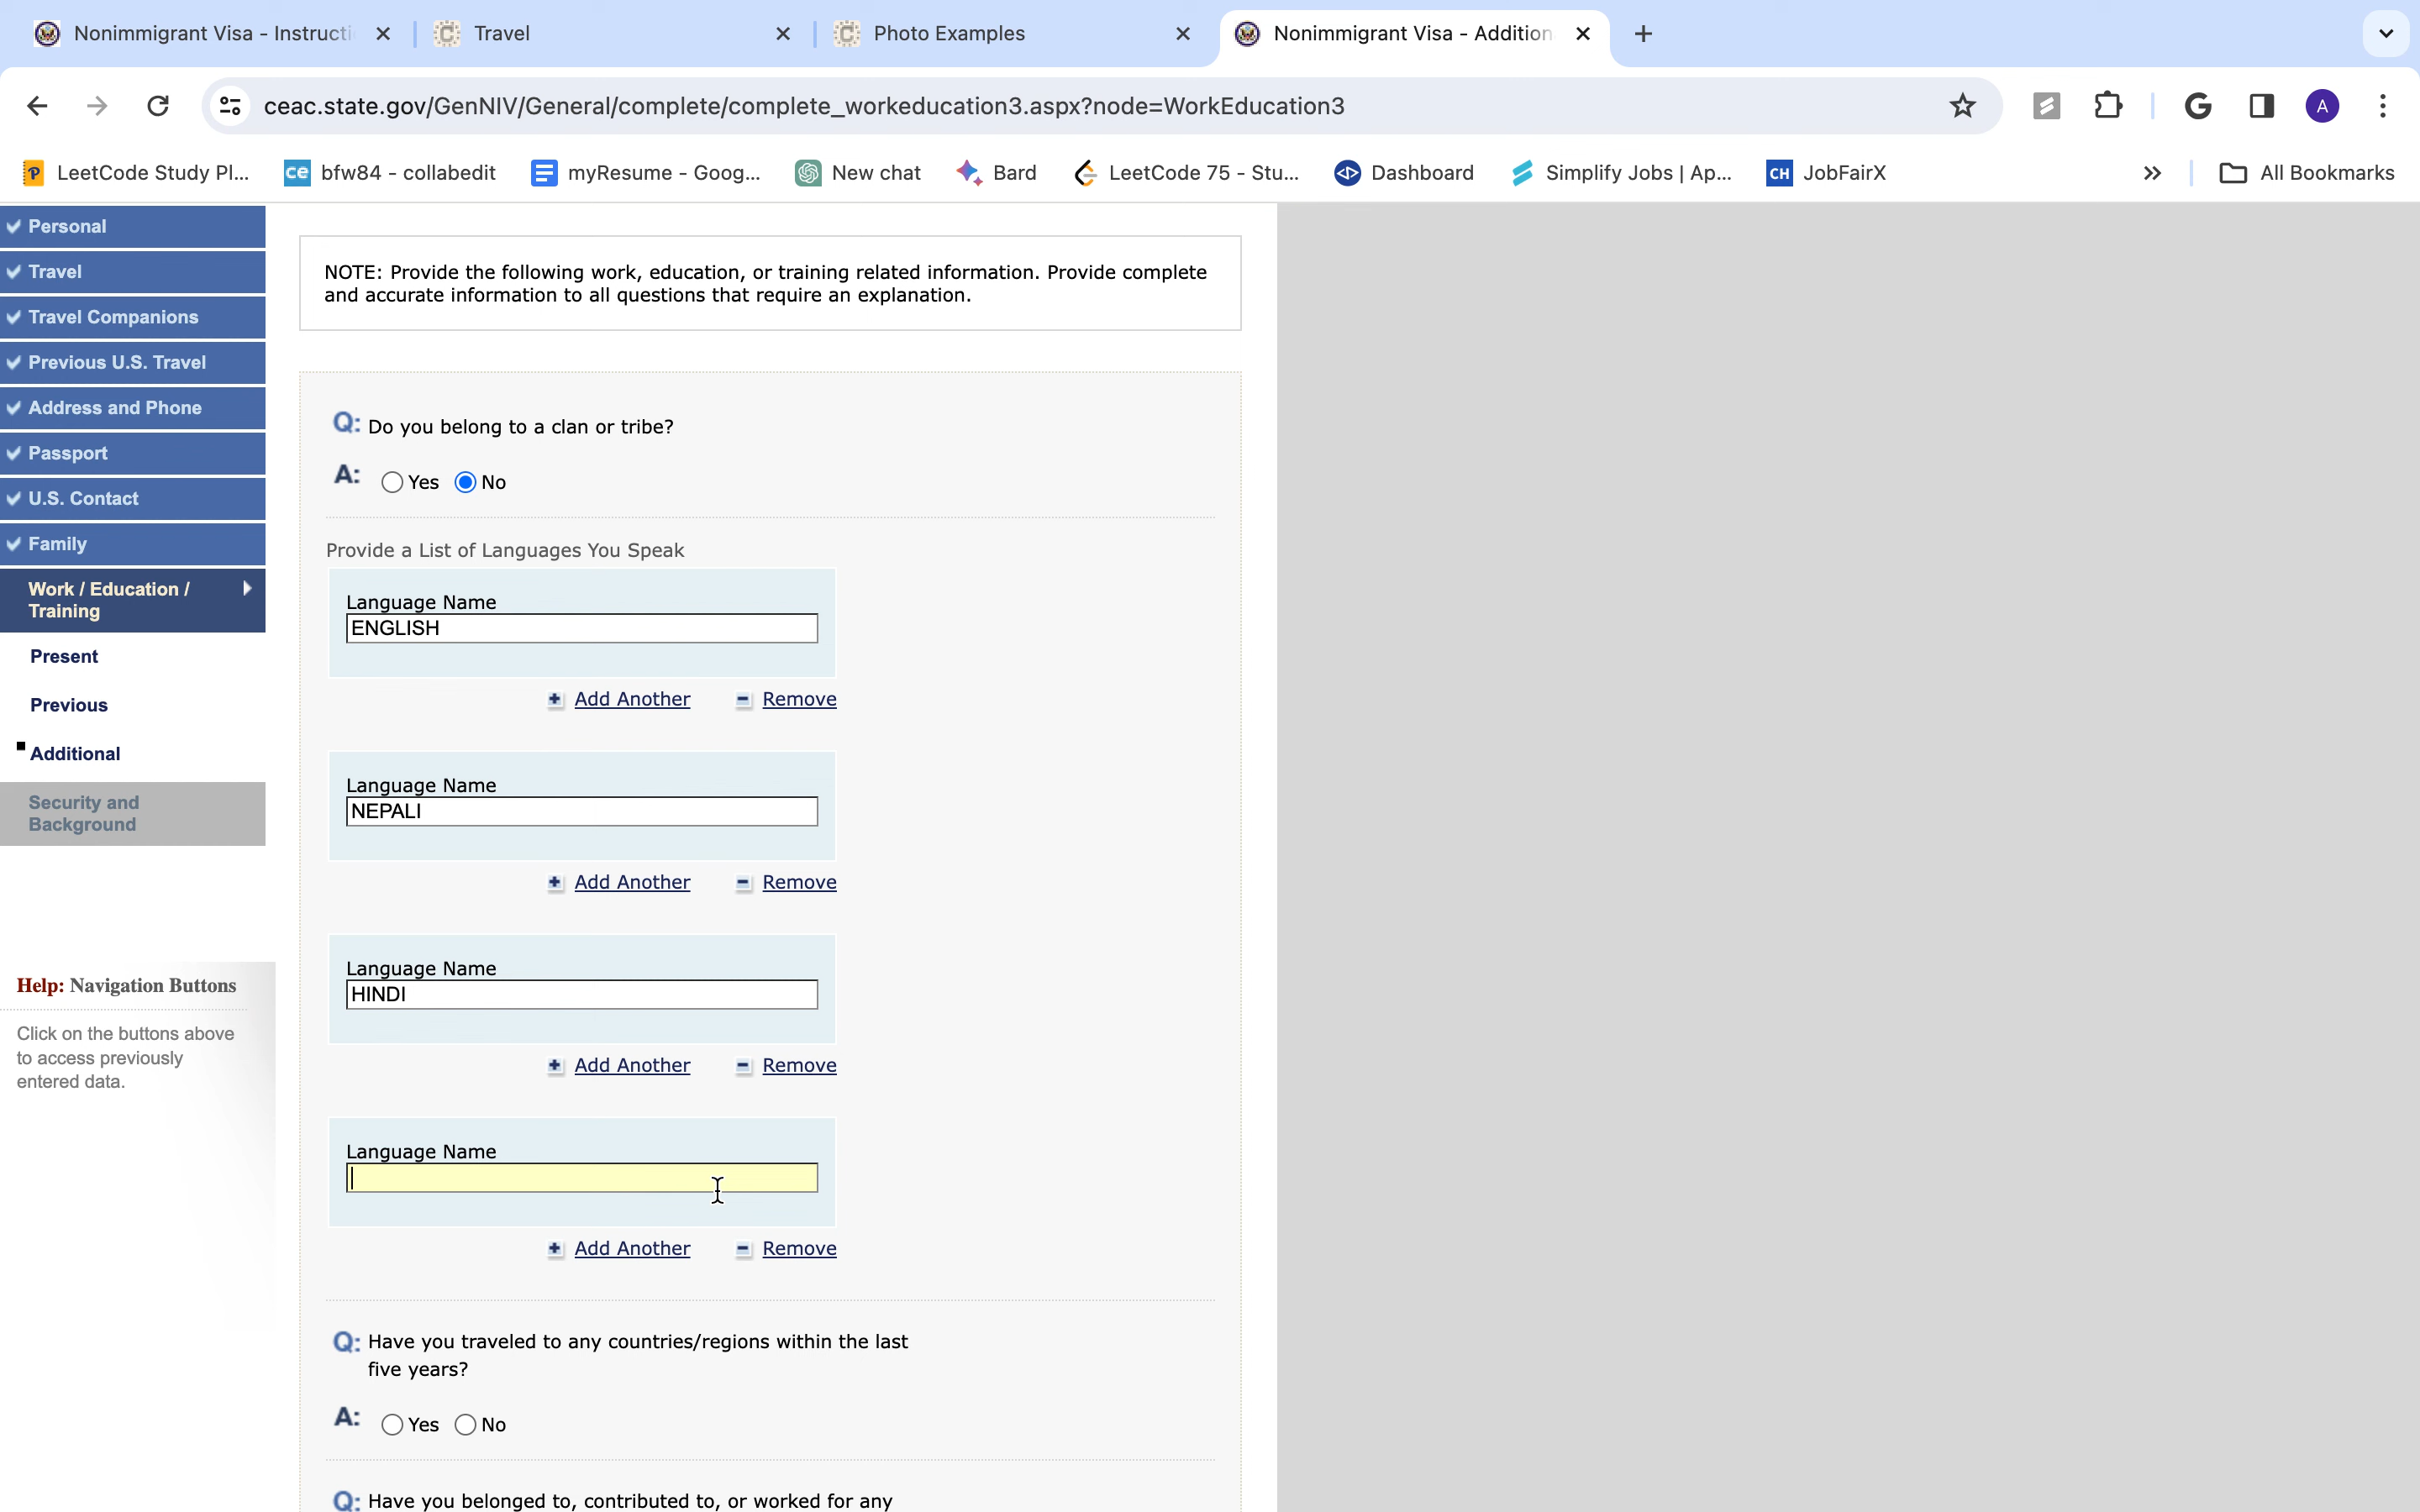 Nonimmigrant Visa - Instructi
Travel
Photo Examples
Nonimmigrant Visa - Addition
ceac.state.gov/GenNIV/General/complete/complete_workeducation3.aspx?node=WorkEducation3
A
LeetCode Study Pl...
ce bfw84 - collabedit
myResume - Goog...
New chat
Bard
LeetCode 75 - Stu...
Dashboard
Simplify Jobs | Ap...
CH JobFairX
» All Bookmarks
Personal
Travel
Travel Companions
Previous U.S. Travel
Address and Phone
Passport
U.S. Contact
Family
Work / Education /
Training
Present
Previous
Additional
Security and
Background
Help: Navigation Buttons
Click on the buttons above
to access previously
entered data.
NOTE: Provide the following work, education, or training related information. Provide complete
and accurate information to all questions that require an explanation.
Q: Do you belong to a clan or tribe?
A: Yes No
Provide a List of Languages You Speak
Language Name
ENGLISH
Add Another Remove
Language Name
NEPALI
Add Another Remove
Language Name
HINDI
Add Another Remove
Language Name
Add Another Remove
Q: Have you traveled to any countries/regions within the last
five years?
A: Yes No
Q: Have you belonged to, contributed to, or worked for any